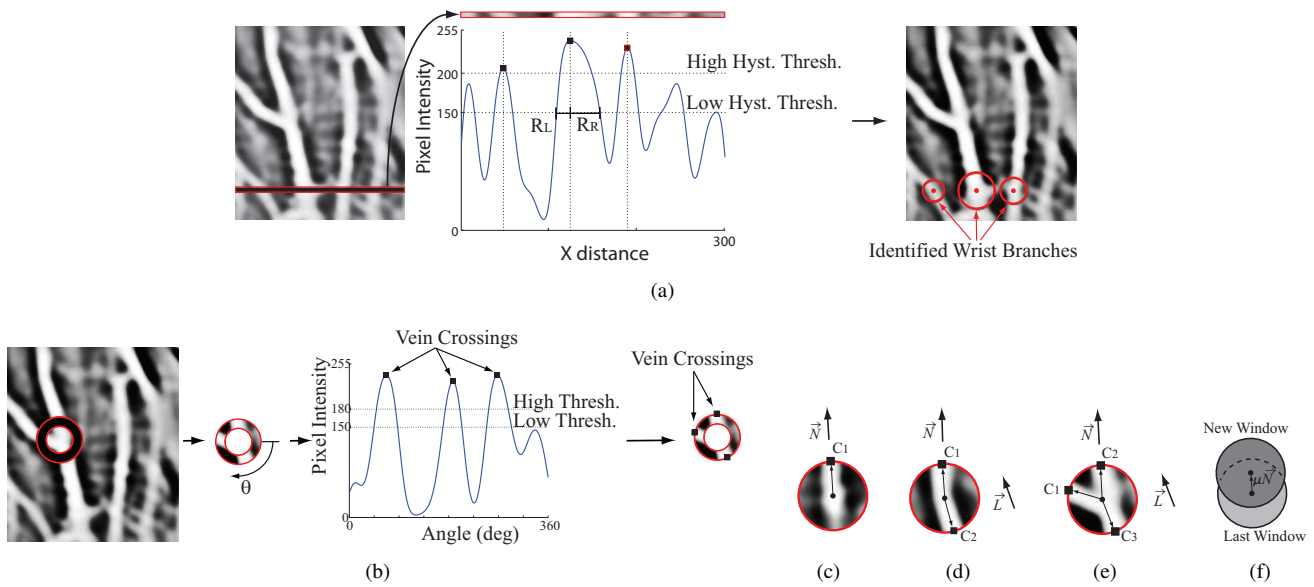 255
200
150
0
Pixel Intensity
High Hyst. Thresh.
Low Hyst. Thresh.
RL
RR
300
X distance
Identified Wrist Branches
(a)
θ
Vein Crossings
255
180
150
0
Pixel Intensity
High Thresh.
Low Thresh.
360
Angle (deg)
Vein Crossings
(b)
N
C1
(c)
N
C1
L
C2
(d)
N
C2
C1
L
C3
(e)
New Window
μN
Last Window
(f)